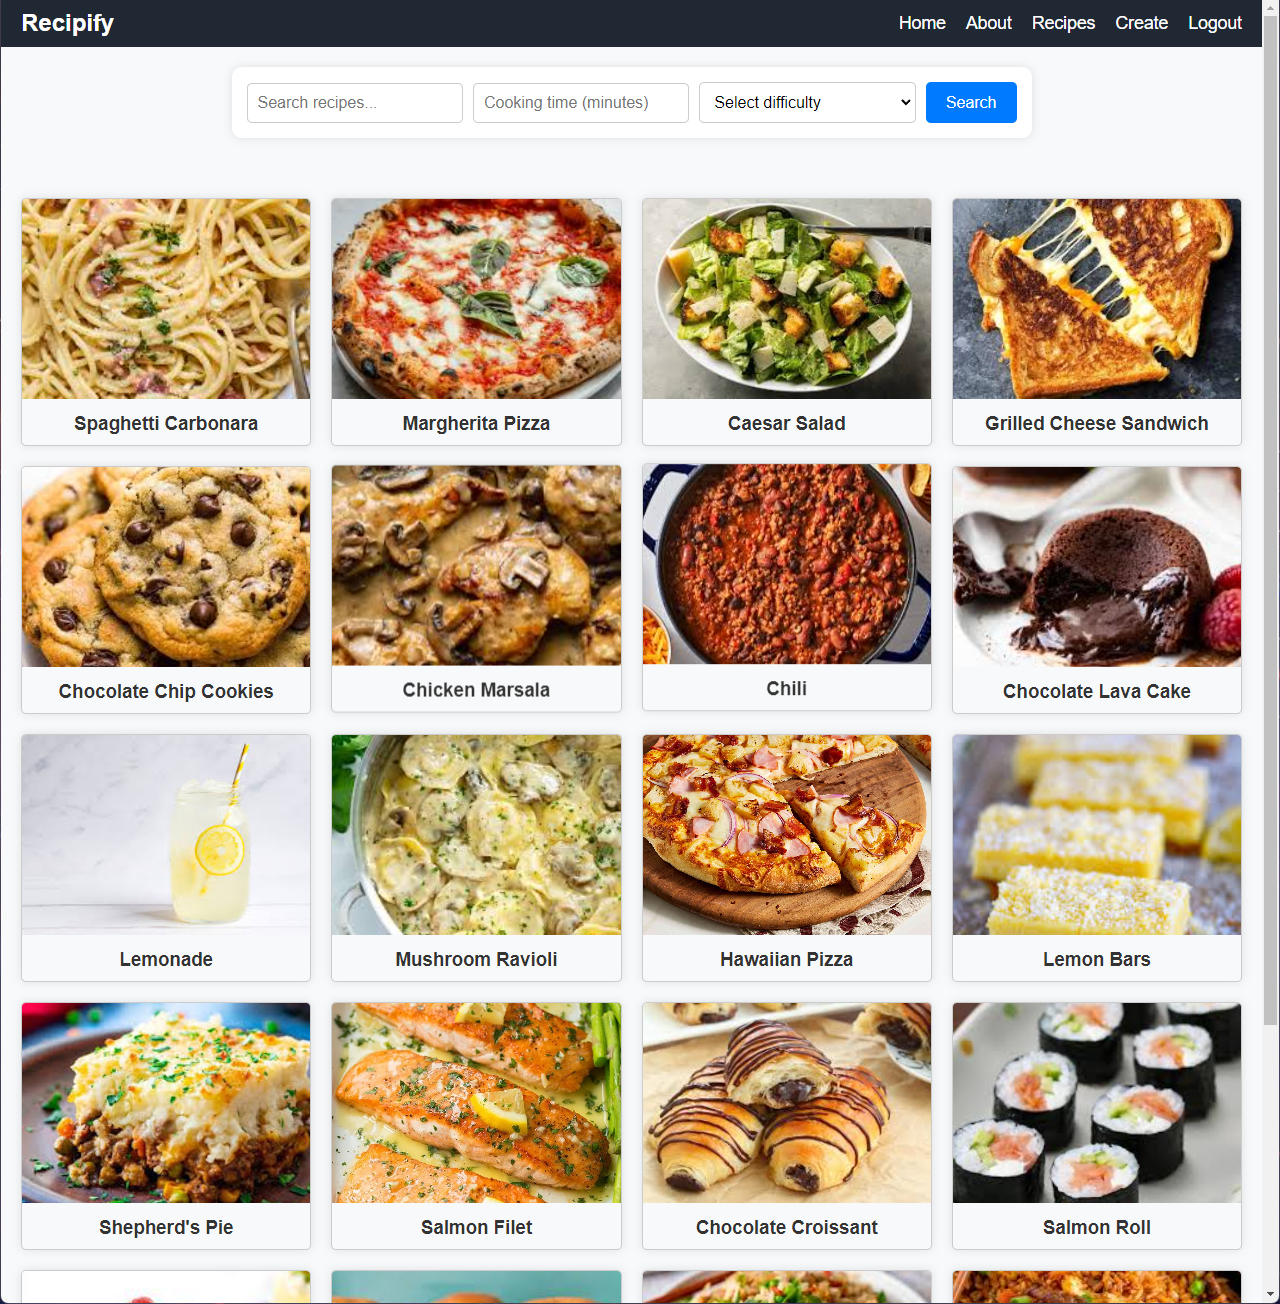 Recipify
Home About Recipes Create Logout
Search recipes... Cooking time (minutes) Select difficulty Search
Spaghetti Carbonara
Margherita Pizza
Caesar Salad
Grilled Cheese Sandwich
Chocolate Chip Cookies
Chicken Marsala
Chili
Chocolate Lava Cake
Lemonade
Mushroom Ravioli
Hawaiian Pizza
Lemon Bars
Shepherd's Pie
Salmon Filet
Chocolate Croissant
Salmon Roll